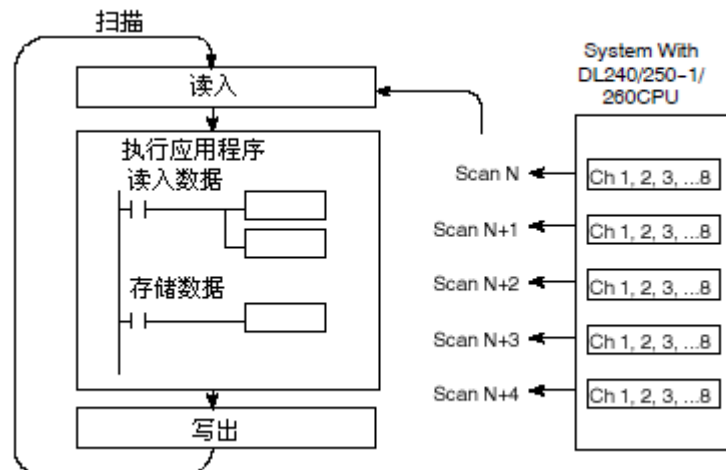 扫描
读入
执行应用程序
读入数据
存储数据
写出
System With
DL240/250-1/
260CPU
Scan N
Ch 1, 2, 3, ...8
Scan N+1
Ch 1, 2, 3, ...8
Scan N+2
Ch 1, 2, 3, ...8
Scan N+3
Ch 1, 2, 3, ...8
Scan N+4
Ch 1, 2, 3, ...8